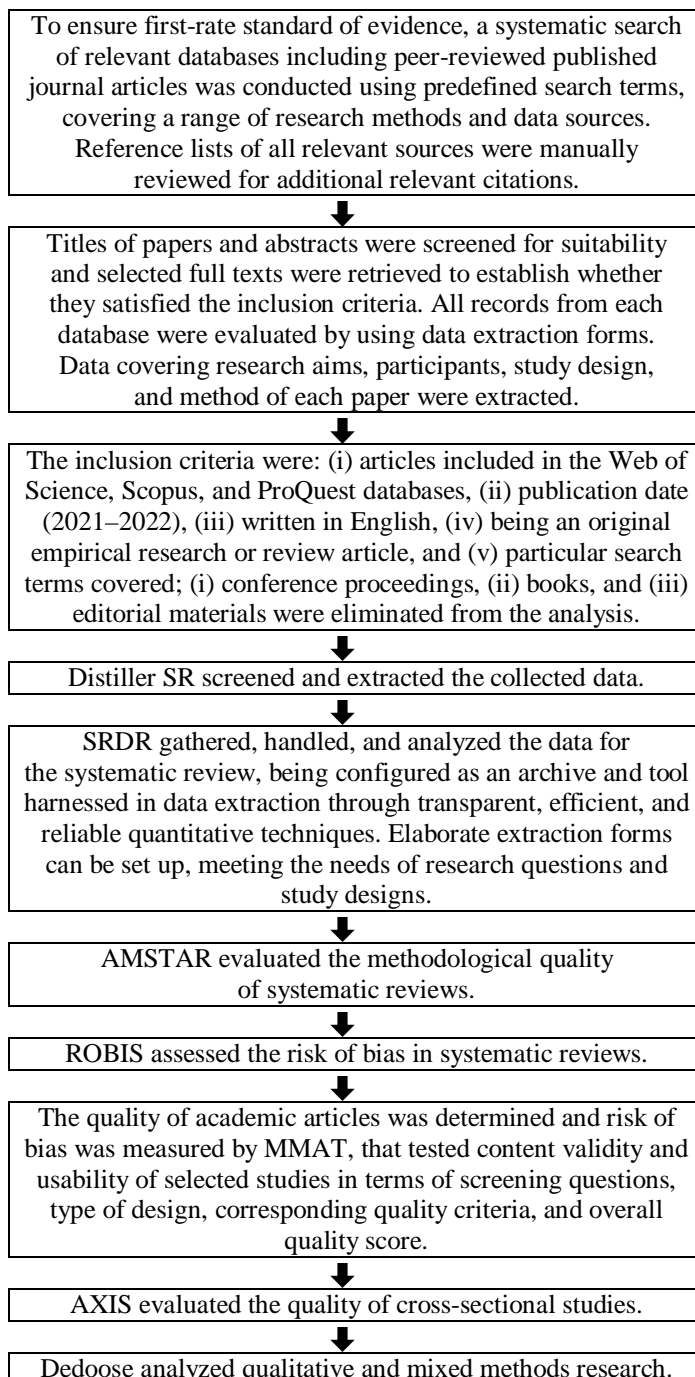 To ensure first-rate standard of evidence, a systematic search
of relevant databases including peer-reviewed published
journal articles was conducted using predefined search terms,
covering a range of research methods and data sources.
Reference lists of all relevant sources were manually
reviewed for additional relevant citations.
Titles of papers and abstracts were screened for suitability
and selected full texts were retrieved to establish whether
they satisfied the inclusion criteria. All records from each
database were evaluated by using data extraction forms.
Data covering research aims, participants, study design,
and method of each paper were extracted.
The inclusion criteria were: (i) articles included in the Web of
Science, Scopus, and ProQuest databases, (ii) publication date
(2021–2022), (iii) written in English, (iv) being an original
empirical research or review article, and (v) particular search
terms covered; (i) conference proceedings, (ii) books, and (iii)
editorial materials were eliminated from the analysis.
Distiller SR screened and extracted the collected data.
SRDR gathered, handled, and analyzed the data for
the systematic review, being configured as an archive and tool
harnessed in data extraction through transparent, efficient, and
reliable quantitative techniques. Elaborate extraction forms
can be set up, meeting the needs of research questions and
study designs.
AMSTAR evaluated the methodological quality
of systematic reviews.
ROBIS assessed the risk of bias in systematic reviews.
The quality of academic articles was determined and risk of
bias was measured by MMAT, that tested content validity and
usability of selected studies in terms of screening questions,
type of design, corresponding quality criteria, and overall
quality score.
AXIS evaluated the quality of cross-sectional studies.
Dedoose analyzed qualitative and mixed methods research.